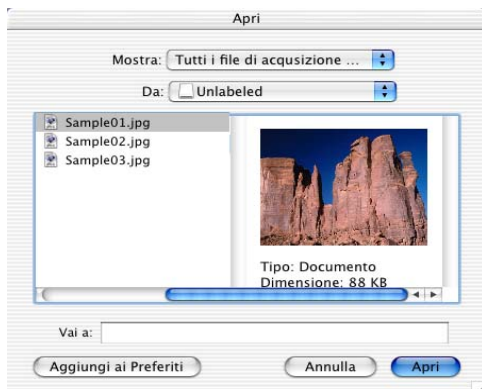 Apri
Mostra: Tutti i file di acqusizione ...
Da: Unlabeled
Sample01.jpg
Sample02.jpg
Sample03.jpg
Tipo: Documento
Dimensione: 88 KB
Vai a:
Aggiungi ai Preferiti
Annulla
Apri